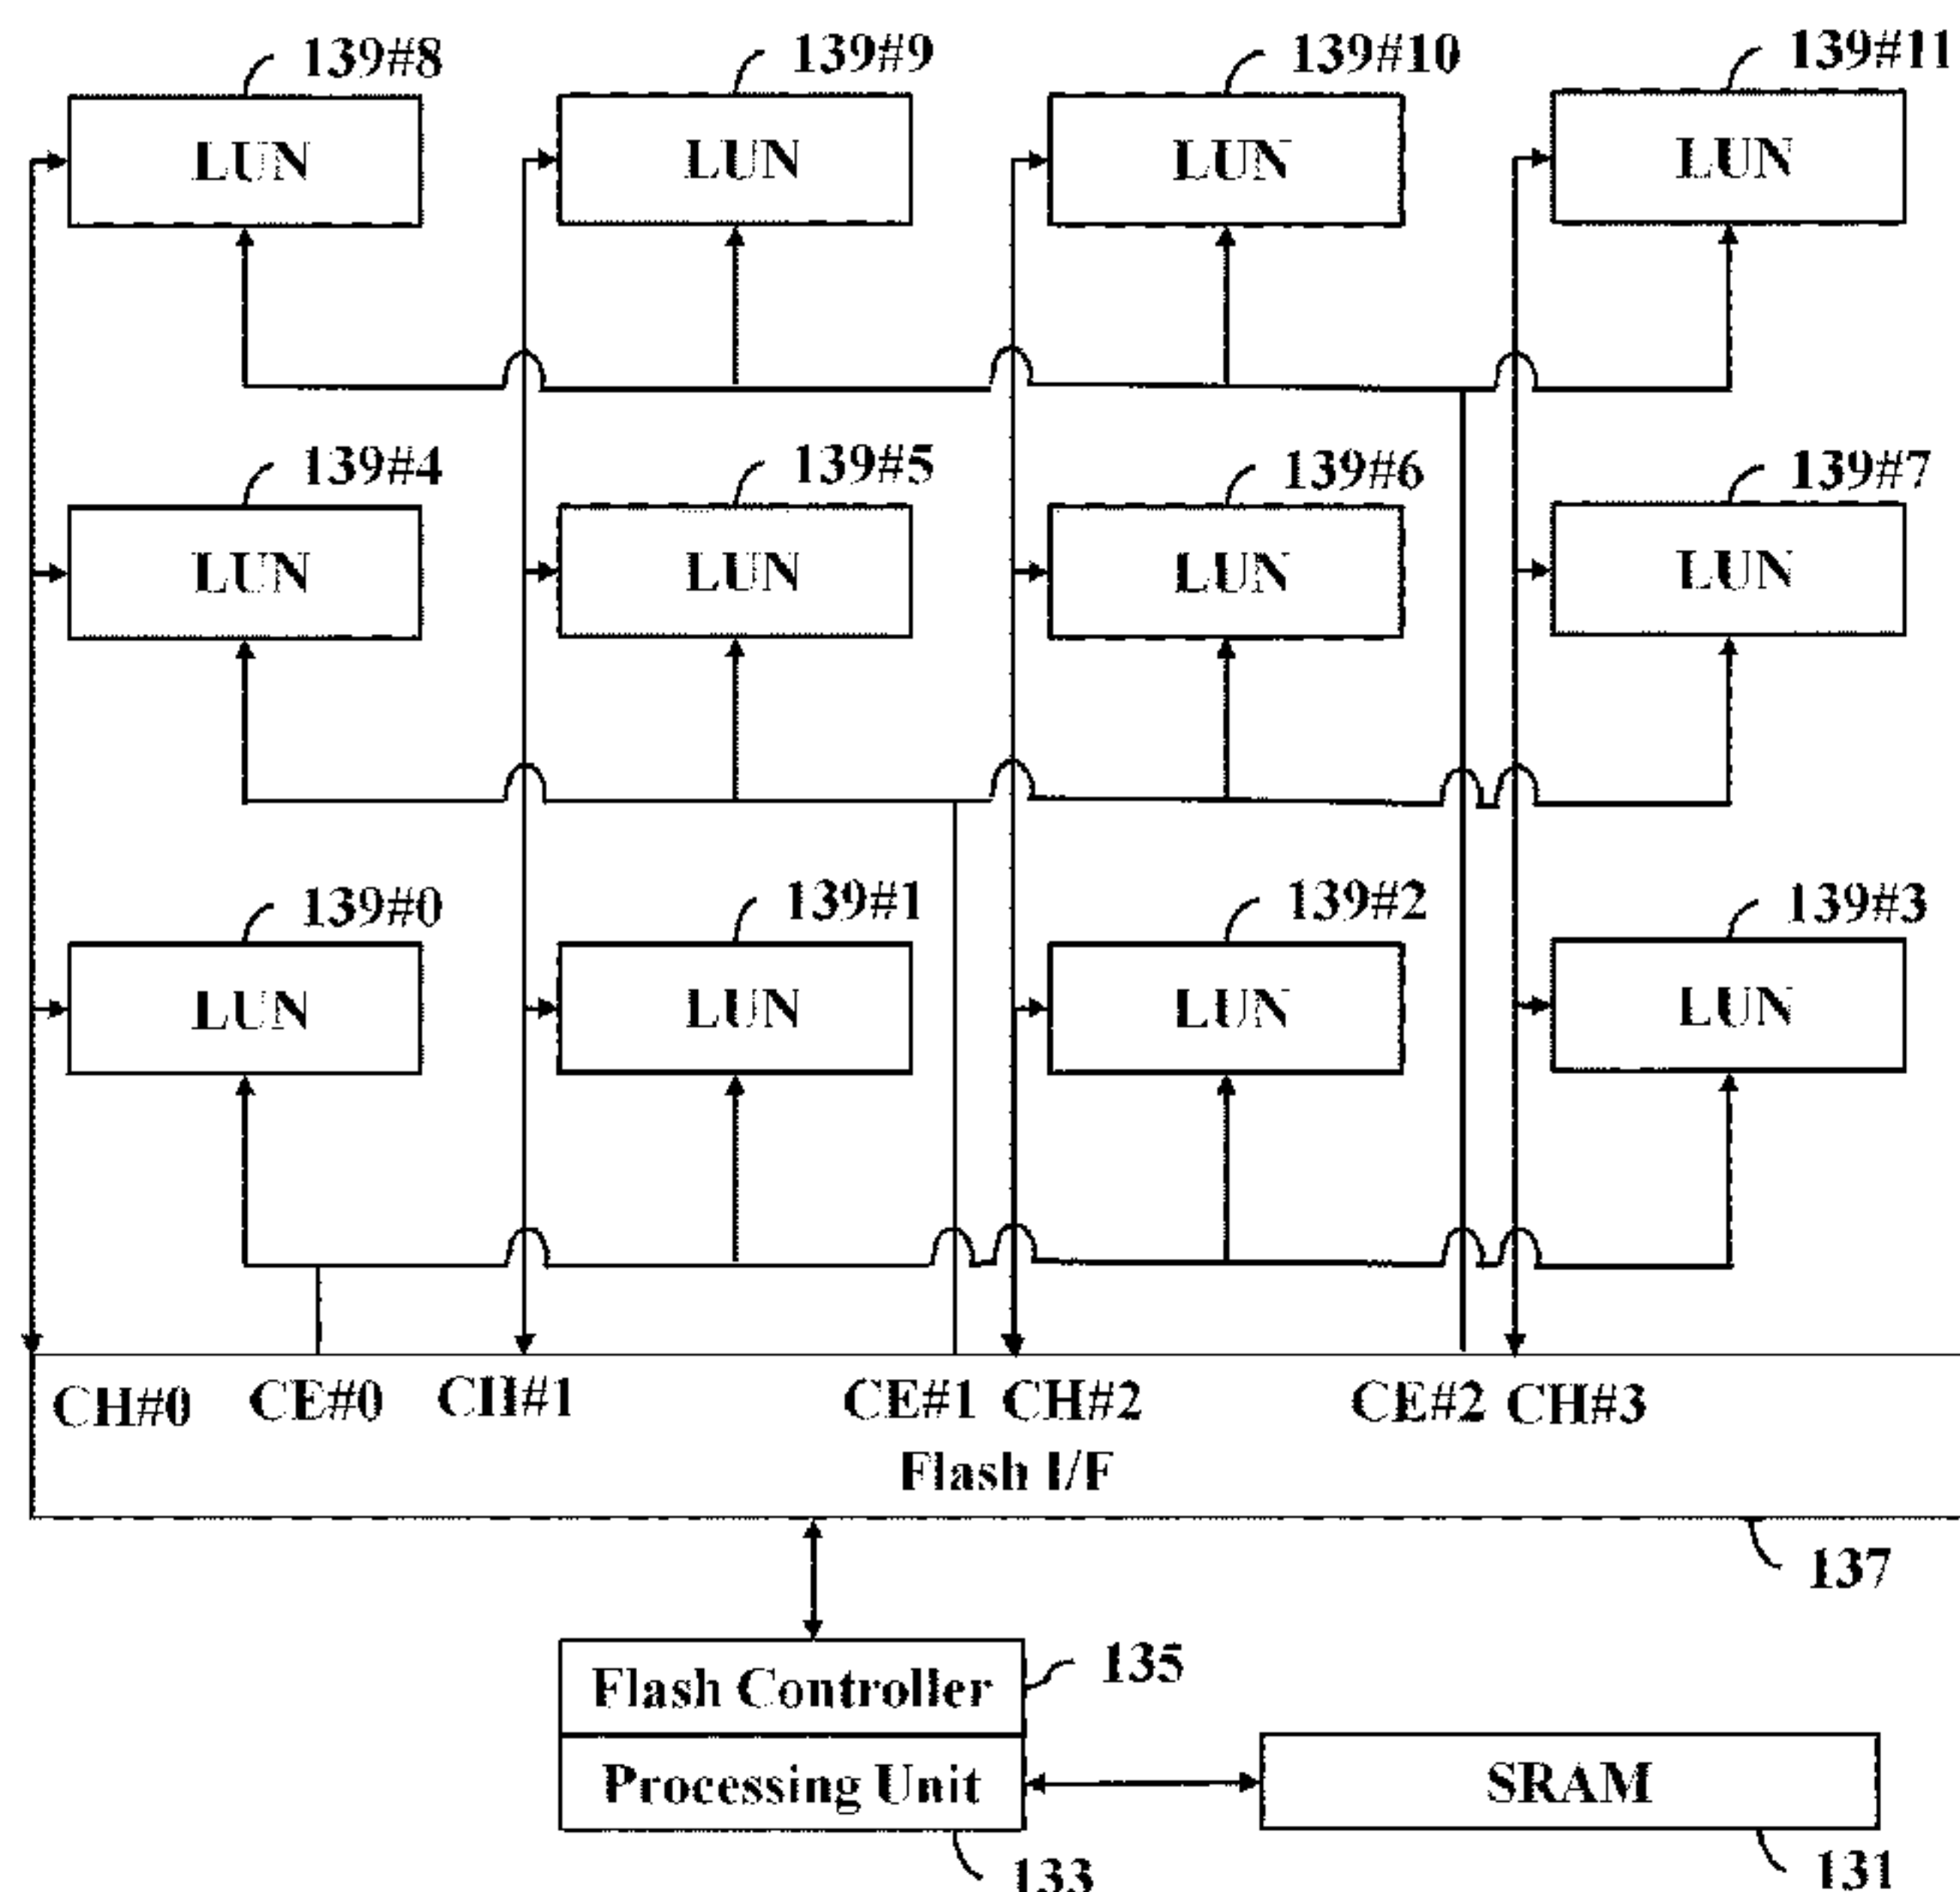 139#8 139#9 139#10 139#11
LUN LUN LUN LUN
139#4 139#5 139#6 139#7
LUN LUN LUN LUN
139#0 139#1 139#2 139#3
LUN LUN LUN LUN
CH#0 CE#0 CH#1 CE#1 CH#2 CE#2 CH#3
Flash I/F
137
Flash Controller 135
Processing Unit SRAM
133 131